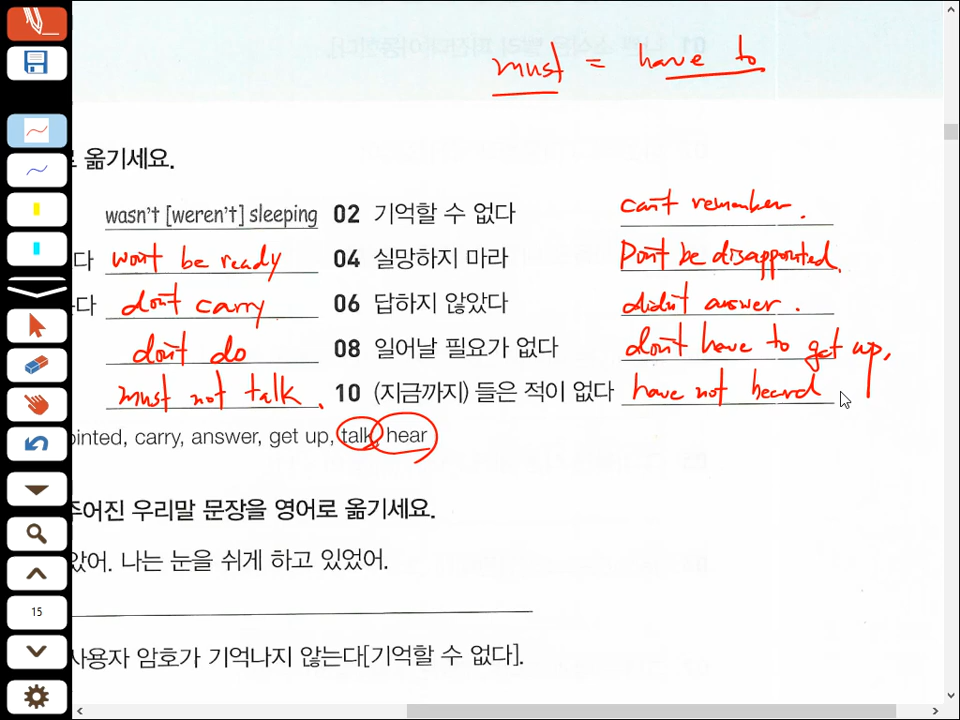 must = have to
로 옮기세요.
wasn't [weren't] sleeping 02 기억할 수 없다 can't remember.
다 won't be ready 04 실망하지 마라 Don't be disappointed.
는다 don't carry 06 답하지 않았다 didn't answer.
don't do 08 일어날 필요가 없다 don't have to get up,
must not talk. 10 (지금까지) 들은 적이 없다 have not heard
ointed, carry, answer, get up, talk, hear
주어진 우리말 문장을 영어로 옮기세요.
았어. 나는 눈을 쉬게 하고 있었어.
15
사용자 암호가 기억나지 않는다[기억할 수 없다].